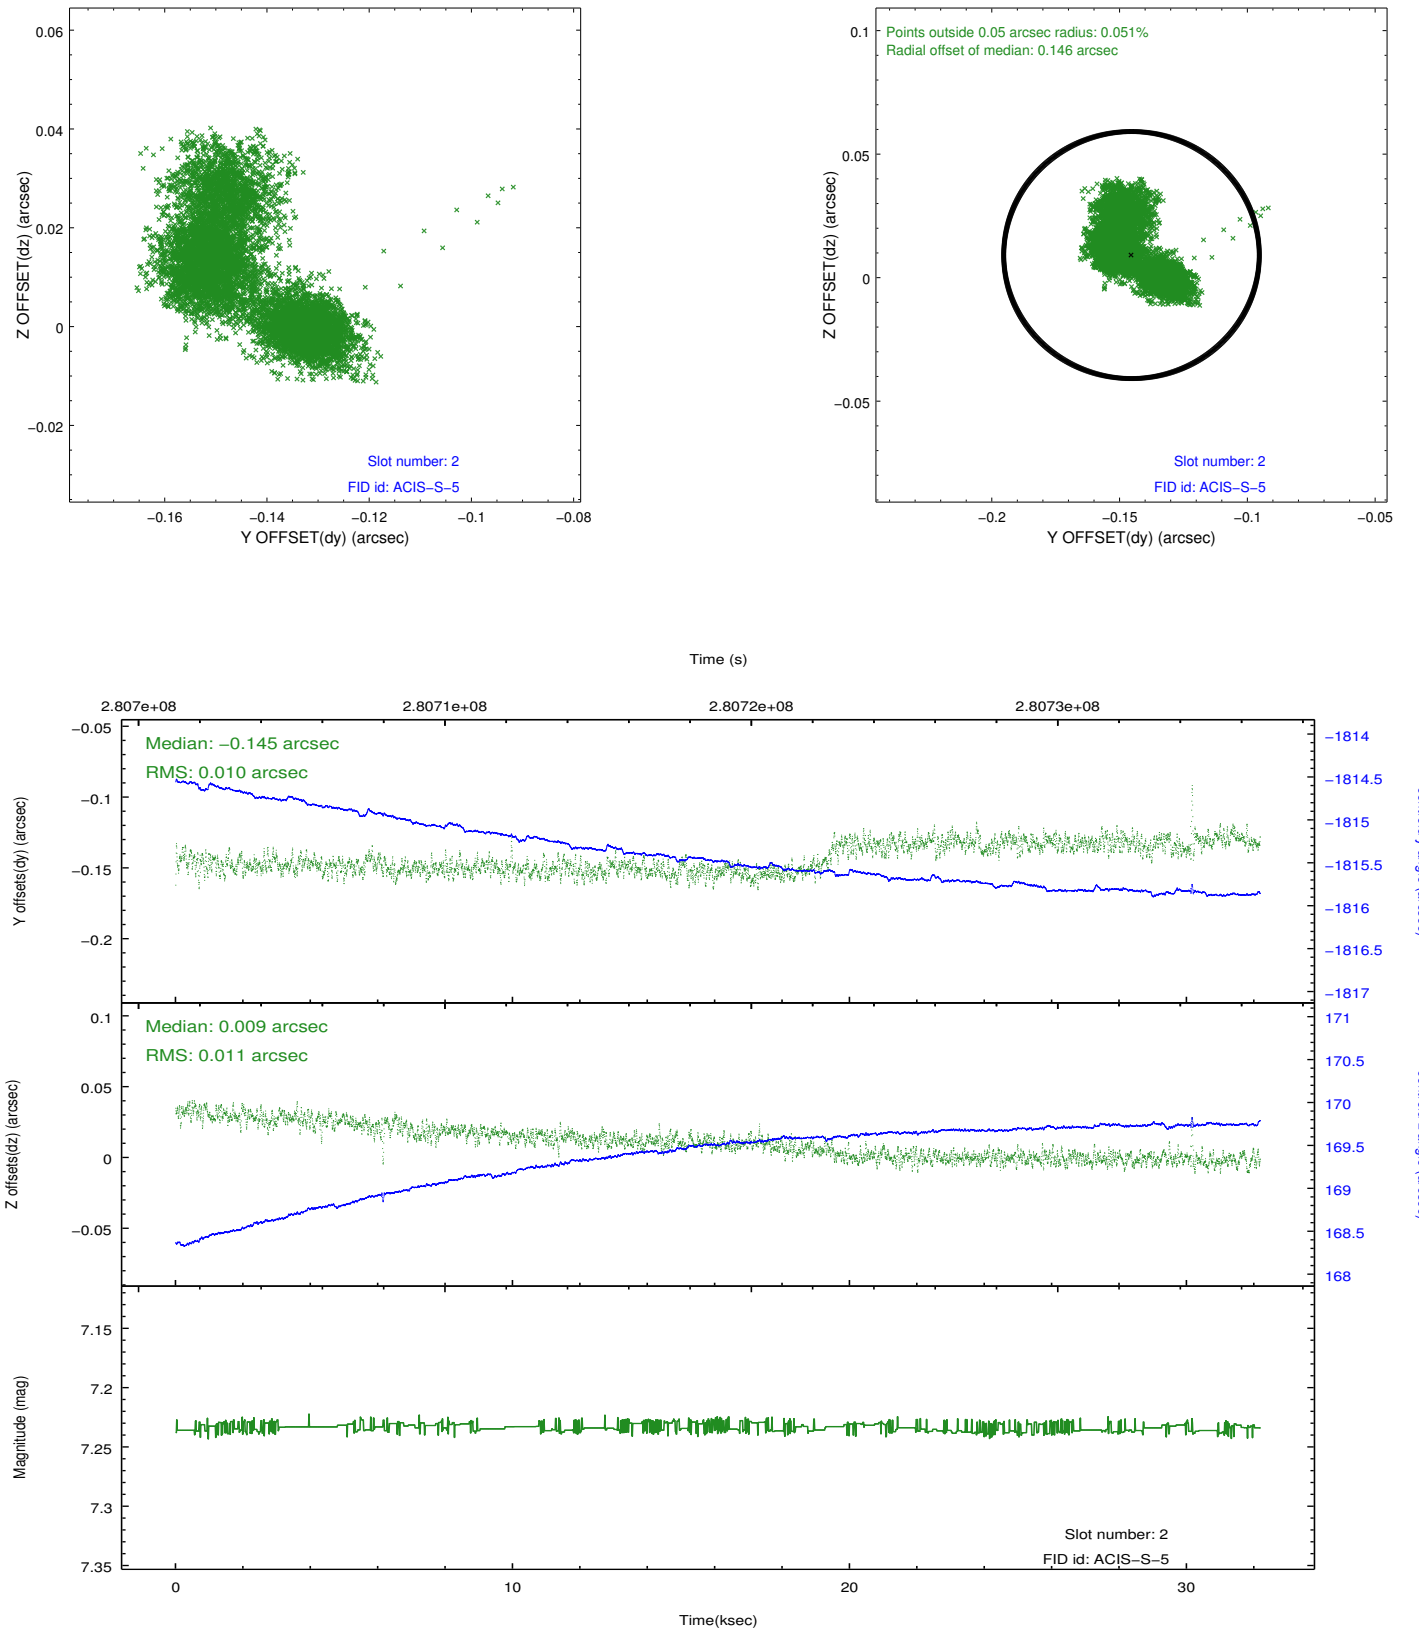 0.06
0.04
0.02
0
−0.02
Z OFFSET(dz) (arcsec)
Slot number: 2
FID id: ACIS−S−5
−0.16 −0.14 −0.12 −0.1 −0.08
Y OFFSET(dy) (arcsec)
Points outside 0.05 arcsec radius: 0.051%
Radial offset of median: 0.146 arcsec
0.1
0.05
0
−0.05
Z OFFSET(dz) (arcsec)
Slot number: 2
FID id: ACIS−S−5
−0.2 −0.15 −0.1 −0.05
Y OFFSET(dy) (arcsec)
Time (s)
2.807e+08 2.8071e+08 2.8072e+08 2.8073e+08
Median: −0.145 arcsec
RMS: 0.010 arcsec
−0.05
−0.1
−0.15
−0.2
Y offsets(dy) (arcsec)
−1814
−1814.5
−1815
−1815.5
−1816
−1816.5
−1817
Median: 0.009 arcsec
RMS: 0.011 arcsec
0.1
0.05
0
−0.05
Z offsets(dz) (arcsec)
171
170.5
170
169.5
169
168.5
168
7.15
7.2
7.25
7.3
7.35
Magnitude (mag)
Slot number: 2
FID id: ACIS−S−5
0 10 20 30
Time(ksec)